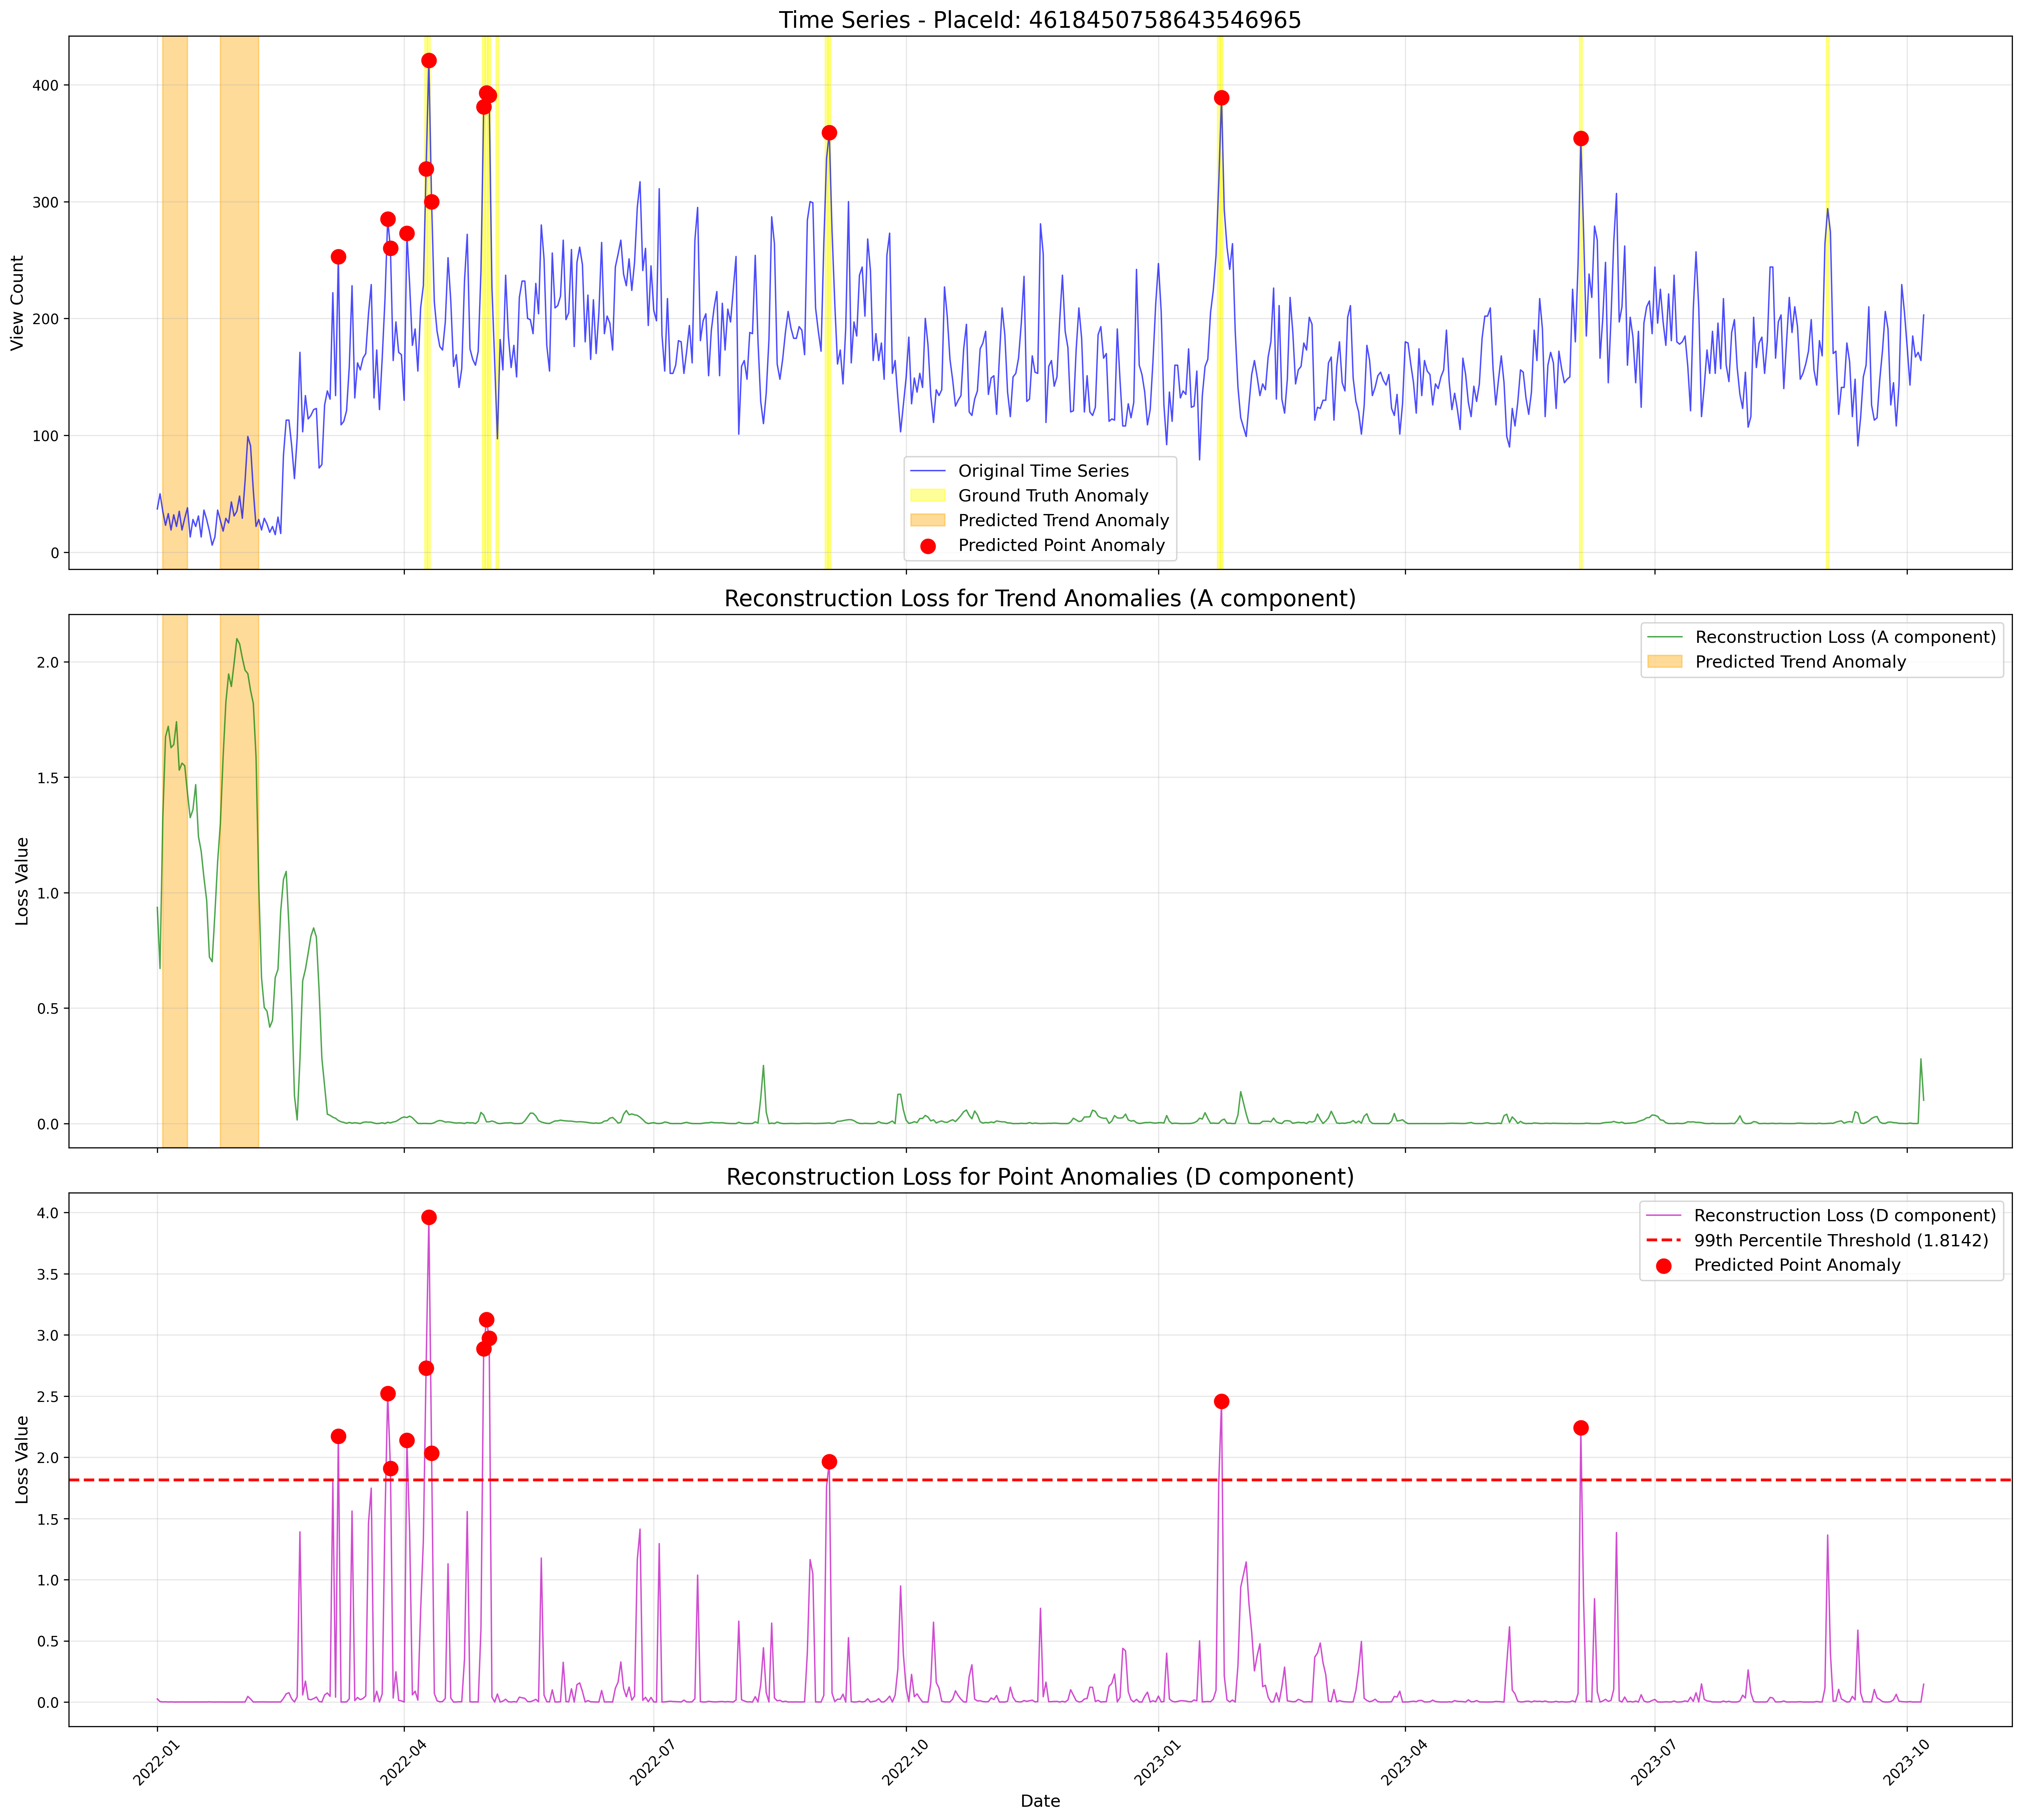 Time Series - PlaceId: 4618450758643546965
View Count
400
300
200
100
0
Original Time Series
Ground Truth Anomaly
Predicted Trend Anomaly
Predicted Point Anomaly
Reconstruction Loss for Trend Anomalies (A component)
Loss Value
2.0
1.5
1.0
0.5
0.0
Reconstruction Loss (A component)
Predicted Trend Anomaly
Reconstruction Loss for Point Anomalies (D component)
Loss Value
4.0
3.5
3.0
2.5
2.0
1.5
1.0
0.5
0.0
Reconstruction Loss (D component)
99th Percentile Threshold (1.8142)
Predicted Point Anomaly
2022-01
2022-04
2022-07
2022-10
2023-01
2023-04
2023-07
2023-10
Date